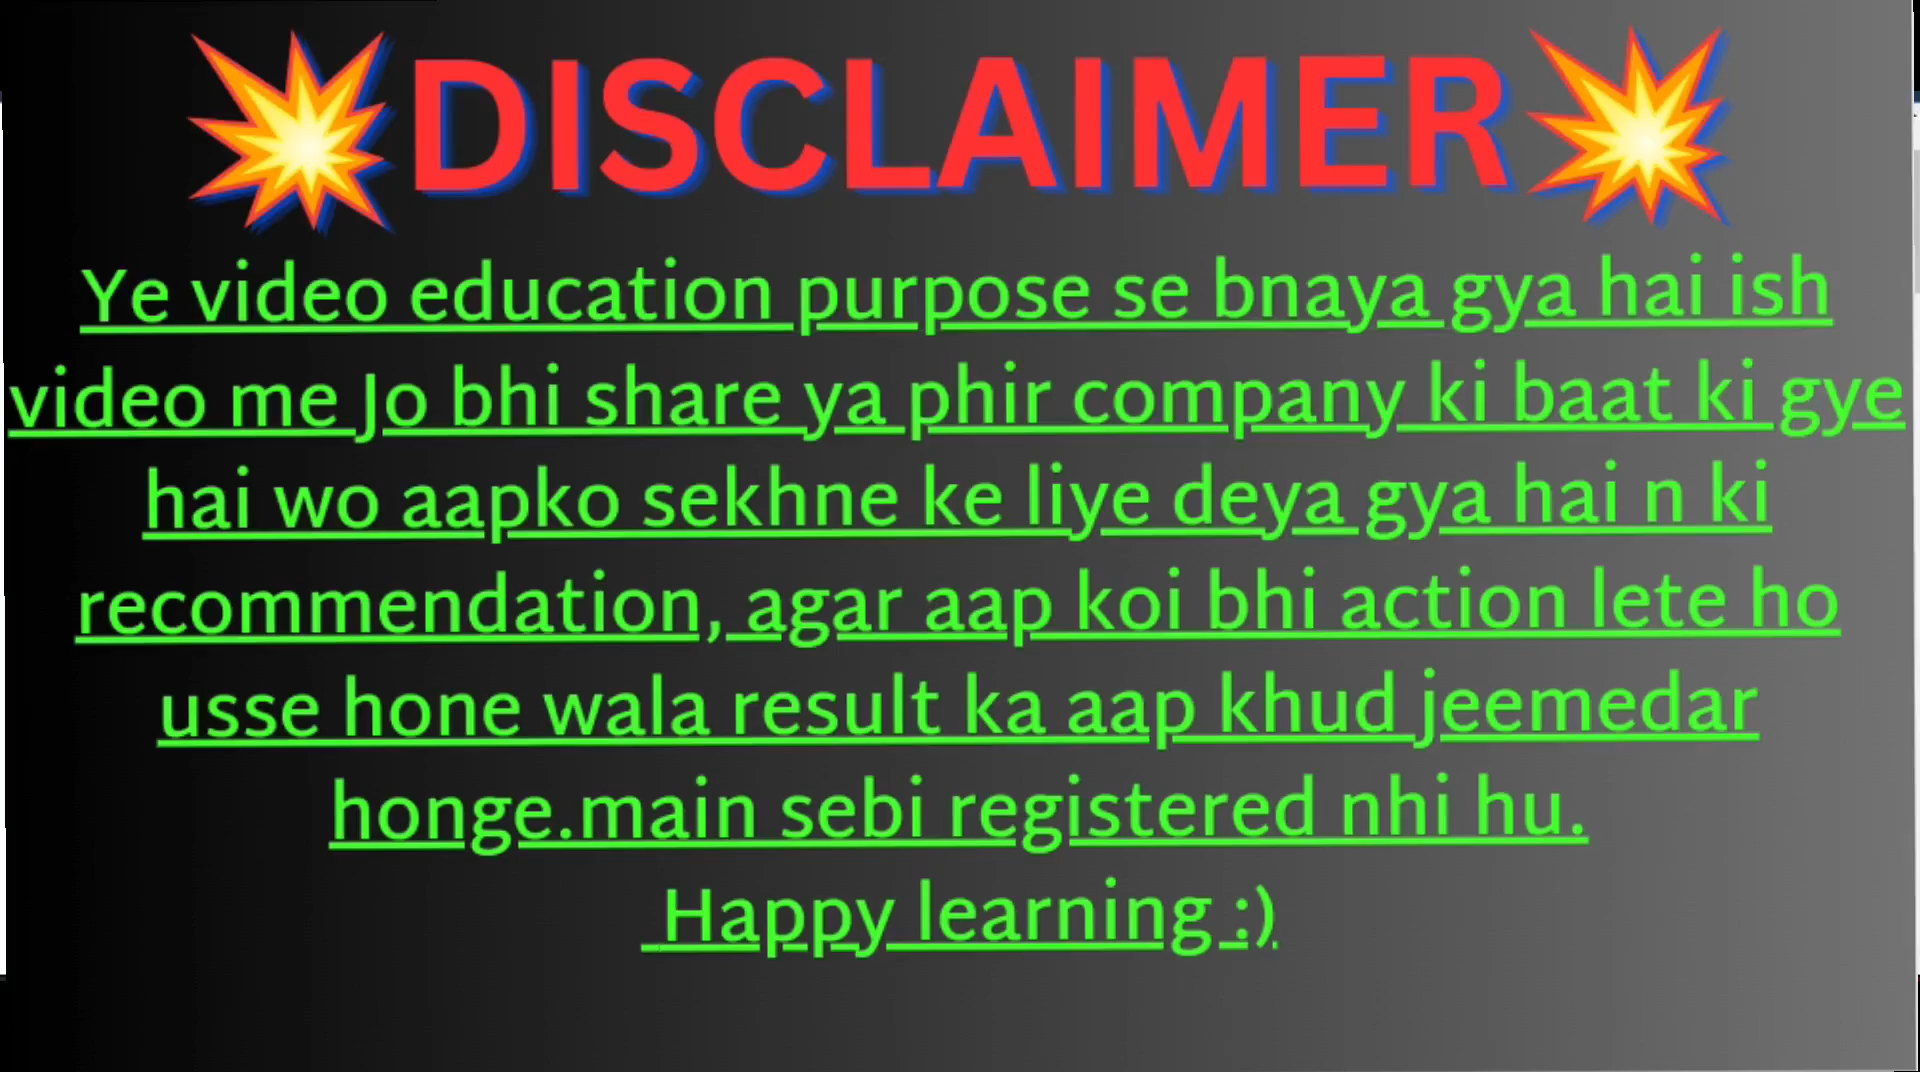 💥DISCLAIMER💥
Ye video education purpose se bnaya gya hai ish
video me Jo bhi share ya phir company ki baat ki gye
hai wo aapko sekhne ke liye deya gya hai n ki
recommendation, agar aap koi bhi action lete ho
usse hone wala result ka aap khud jeemedar
honge.main sebi registered nhi hu.
Happy learning :)